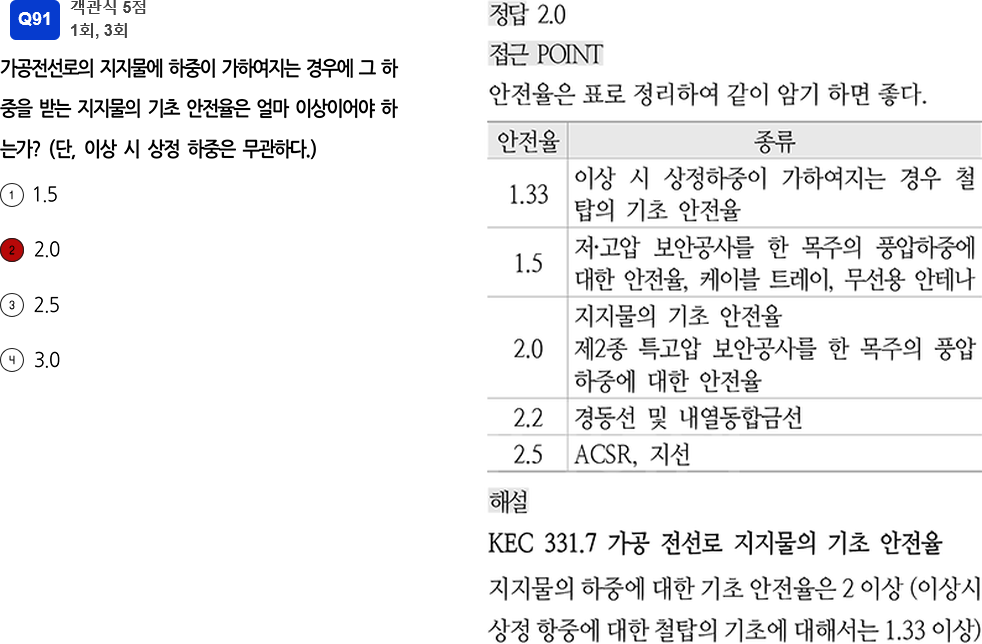 Q91
객관식 5점
1회, 3회
가공전선로의 지지물에 하중이 가하여지는 경우에 그 하
중을 받는 지지물의 기초 안전율은 얼마 이상이어야 하
는가? (단, 이상 시 상정 하중은 무관하다.)
1 1.5
2 2.0
3 2.5
4 3.0
정답 2.0
접근 POINT
안전율은 표로 정리하여 같이 암기 하면 좋다.
안전율 종류
1.33 이상 시 상정하중이 가하여지는 경우 철
탑의 기초 안전율
1.5 저·고압 보안공사를 한 목주의 풍압하중에
대한 안전율, 케이블 트레이, 무선용 안테나
2.0 지지물의 기초 안전율
제2종 특고압 보안공사를 한 목주의 풍압
하중에 대한 안전율
2.2 경동선 및 내열동합금선
2.5 ACSR, 지선
해설
KEC 331.7 가공 전선로 지지물의 기초 안전율
지지물의 하중에 대한 기초 안전율은 2 이상 (이상시
상정 항중에 대한 철탑의 기초에 대해서는 1.33 이상)